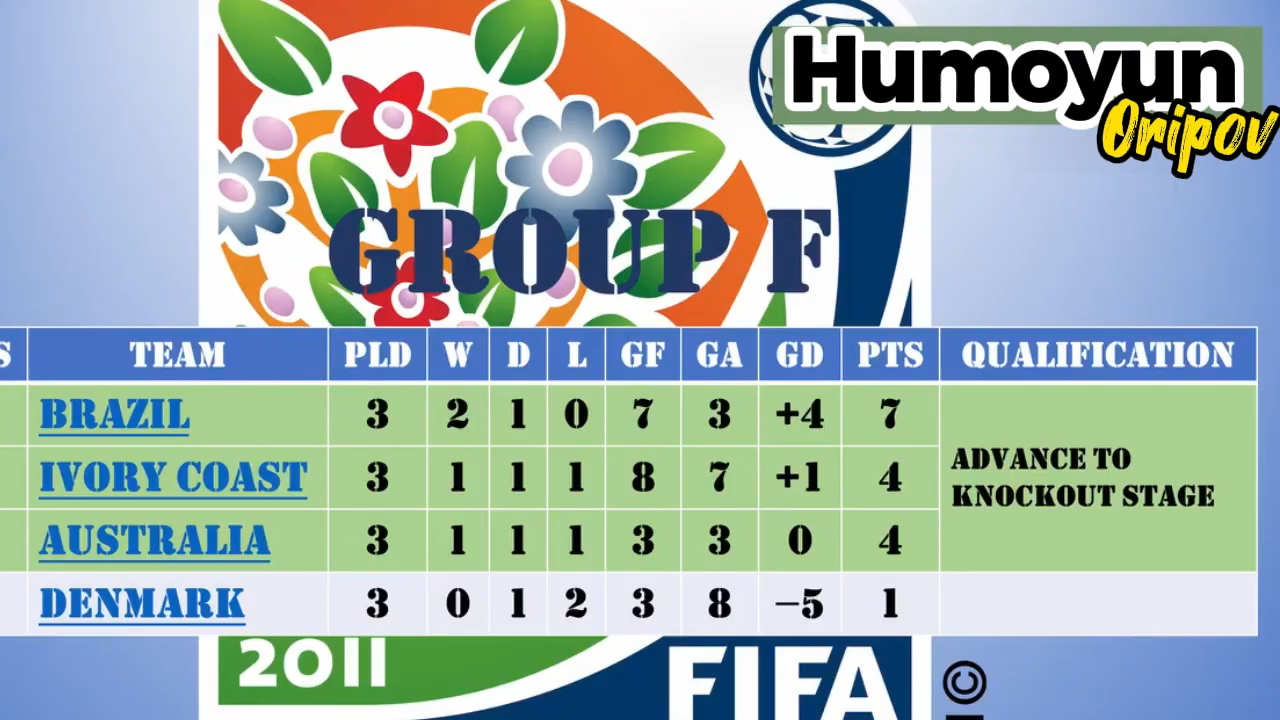 Humoyun
Oripov
GROUP F
S TEAM PLD W D L GF GA GD PTS QUALIFICATION
BRAZIL 3 2 1 0 7 3 +4 7
IVORY COAST 3 1 1 1 8 7 +1 4
AUSTRALIA 3 1 1 1 3 3 0 4
ADVANCE TO
KNOCKOUT STAGE
DENMARK 3 0 1 2 3 8 −5 1
2011
FIFA
©